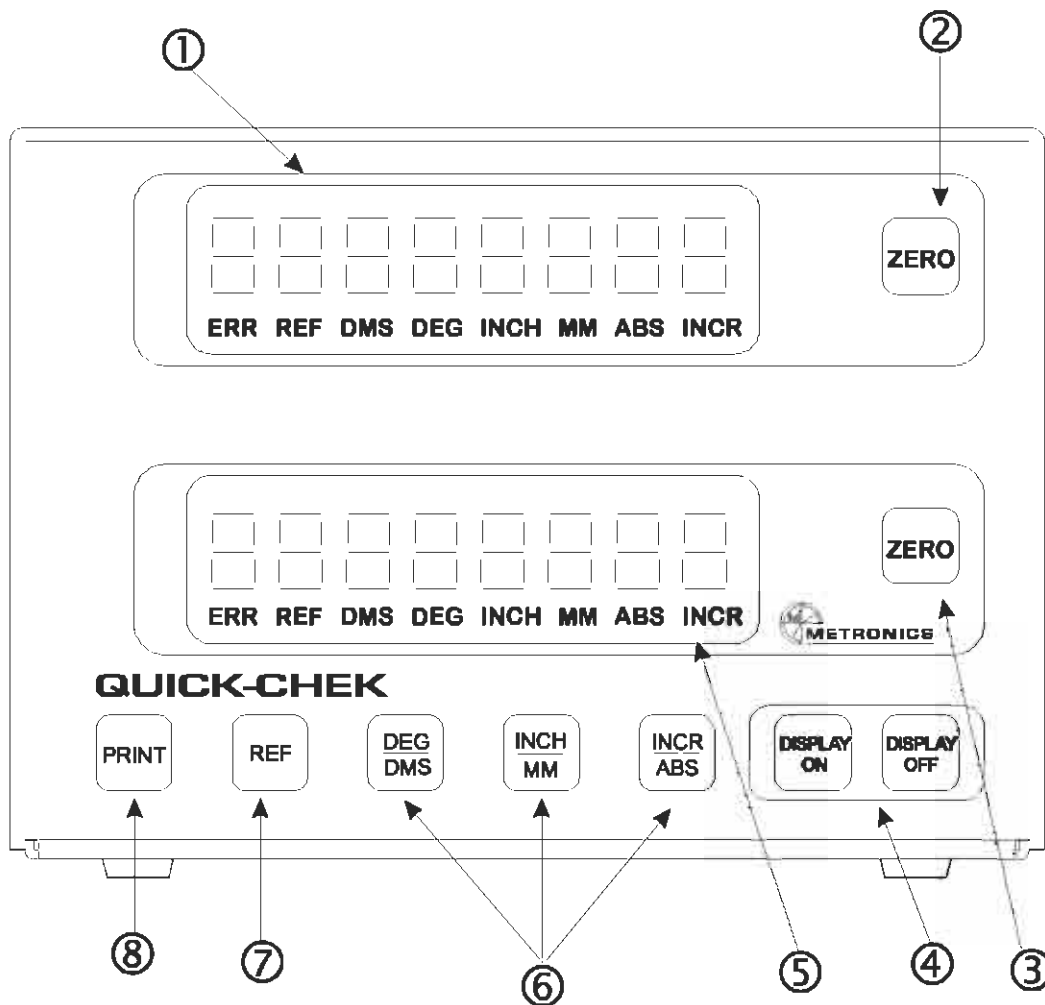 ① ②
ZERO
ERR REF DMS DEG INCH MM ABS INCR
ZERO
ERR REF DMS DEG INCH MM ABS INCR
METRONICS
QUICK-CHEK
PRINT
REF
DEG
DMS
INCH
MM
INCR
ABS
DISPLAY
ON
DISPLAY
OFF
⑧ ⑦ ⑥ ⑤ ④ ③